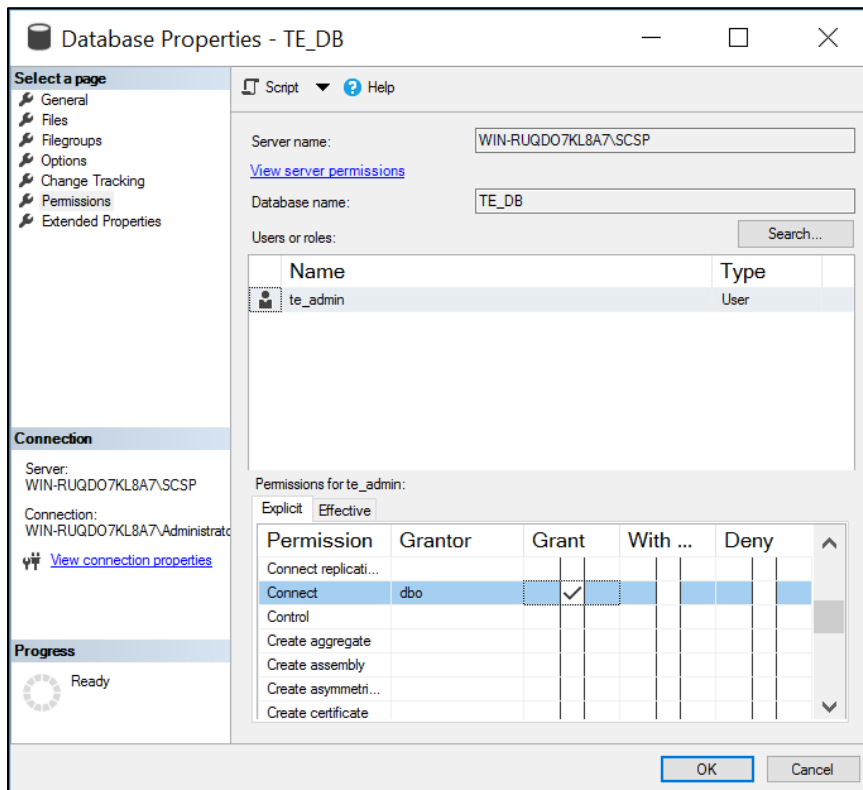 Database Properties - TE_DB
Select a page
General
Files
Filegroups
Options
Change Tracking
Permissions
Extended Properties
Script
Help
Server name:
WIN-RUQDO7KL8A7\SCSP
View server permissions
Database name:
TE_DB
Users or roles:
Search...
Name Type
te_admin User
Connection
Server:
WIN-RUQDO7KL8A7\SCSP
Connection:
WIN-RUQDO7KL8A7\Administrato
View connection properties
Progress
Ready
Permissions for te_admin:
Explicit Effective
Permission Grantor Grant With ... Deny
Connect replicati...
Connect dbo
Control
Create aggregate
Create assembly
Create asymmetri...
Create certificate
OK Cancel